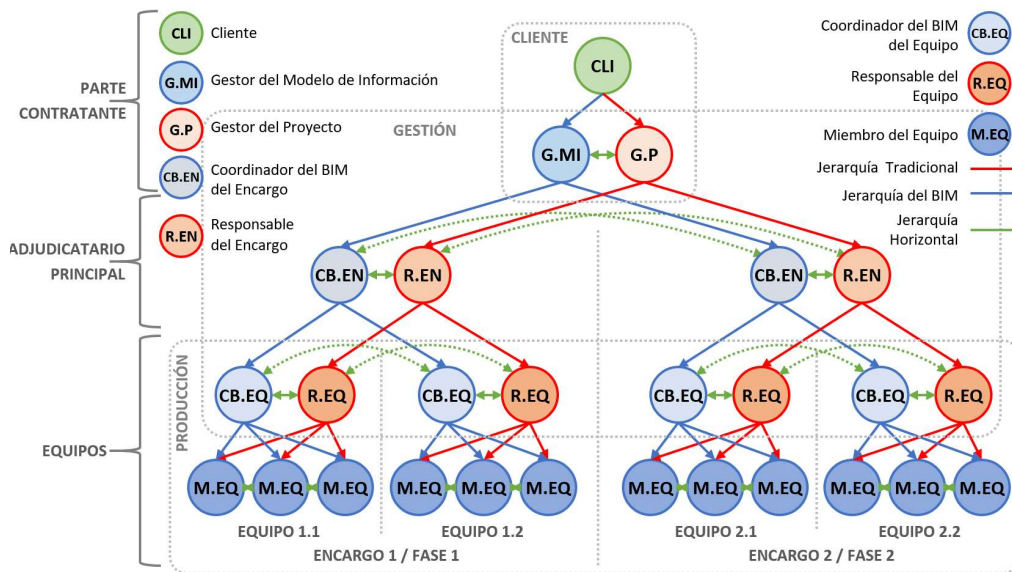 PARTE
CONTRATANTE
ADJUDICATARIO
PRINCIPAL
EQUIPOS
CLI
Cliente
G.MI
Gestor del Modelo de Información
G.P
Gestor del Proyecto
CB.EN
Coordinador del BIM
del Encargo
R.EN
Responsable
del Encargo
Coordinador del BIM
del Equipo
CB.EQ
Responsable del
Equipo
R.EQ
Miembro del Equipo
M.EQ
Jerarquía Tradicional
Jerarquía del BIM
Jerarquía
Horizontal
CLIENTE
CLI
GESTIÓN
G.MI
G.P
CB.EN
R.EN
CB.EN
R.EN
PRODUCCIÓN
CB.EQ
R.EQ
CB.EQ
R.EQ
CB.EQ
R.EQ
CB.EQ
R.EQ
M.EQ
M.EQ
M.EQ
M.EQ
M.EQ
M.EQ
M.EQ
M.EQ
M.EQ
M.EQ
M.EQ
M.EQ
EQUIPO 1.1
EQUIPO 1.2
EQUIPO 2.1
EQUIPO 2.2
ENCARGO 1 / FASE 1
ENCARGO 2 / FASE 2